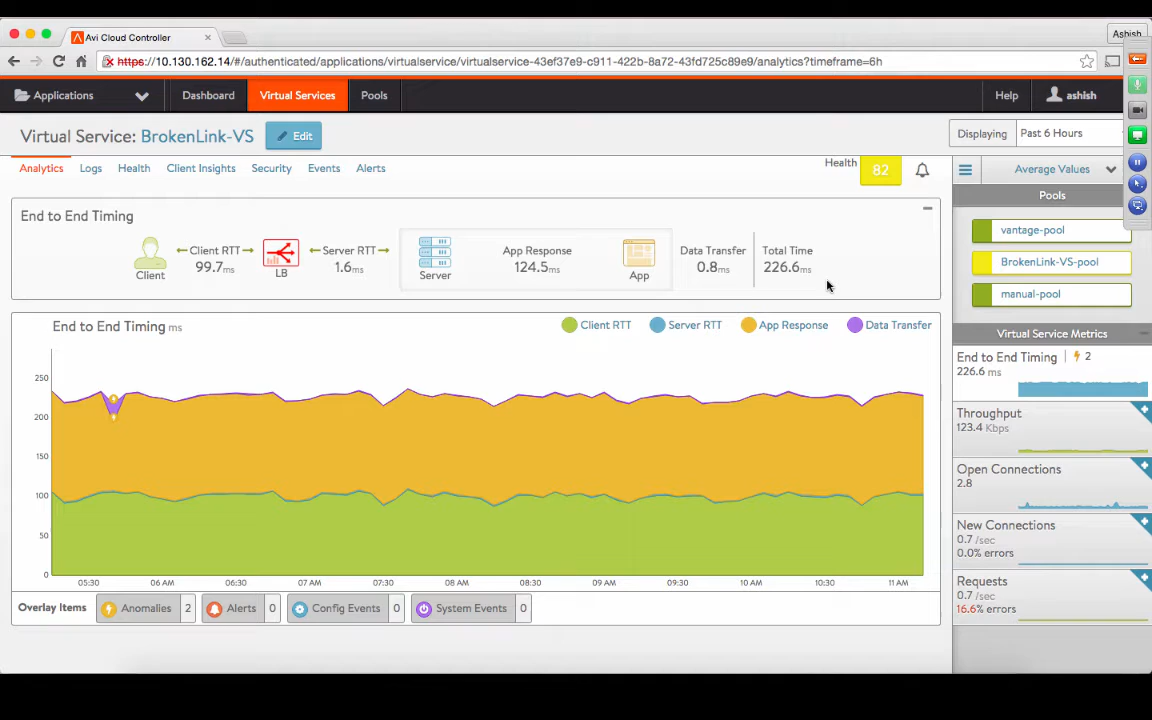 Avi Cloud Controller
Ashish
https://10.130.162.14/#/authenticated/applications/virtualservice/virtualservice-43ef37e9-c911-422b-8a72-43fd725c89e9/analytics?timeframe=6h
Applications Dashboard Virtual Services Pools Help ashish
Virtual Service: BrokenLink-VS Edit Displaying Past 6 Hours
Analytics Logs Health Client Insights Security Events Alerts Health 82 Average Values
Pools
vantage-pool
BrokenLink-VS-pool
manual-pool
End to End Timing
Client Client RTT 99.7ms LB Server RTT 1.6ms Server App Response 124.5ms App Data Transfer 0.8ms Total Time 226.6ms
End to End Timing ms Client RTT Server RTT App Response Data Transfer
250
200
150
100
50
0
05:30 06 AM 06:30 07 AM 07:30 08 AM 08:30 09 AM 09:30 10 AM 10:30 11 AM
Overlay Items Anomalies 2 Alerts 0 Config Events 0 System Events 0
Virtual Service Metrics
End to End Timing 2
226.6 ms
Throughput
123.4 Kbps
Open Connections
2.8
New Connections
0.7 /sec
0.0% errors
Requests
0.7 /sec
16.6% errors